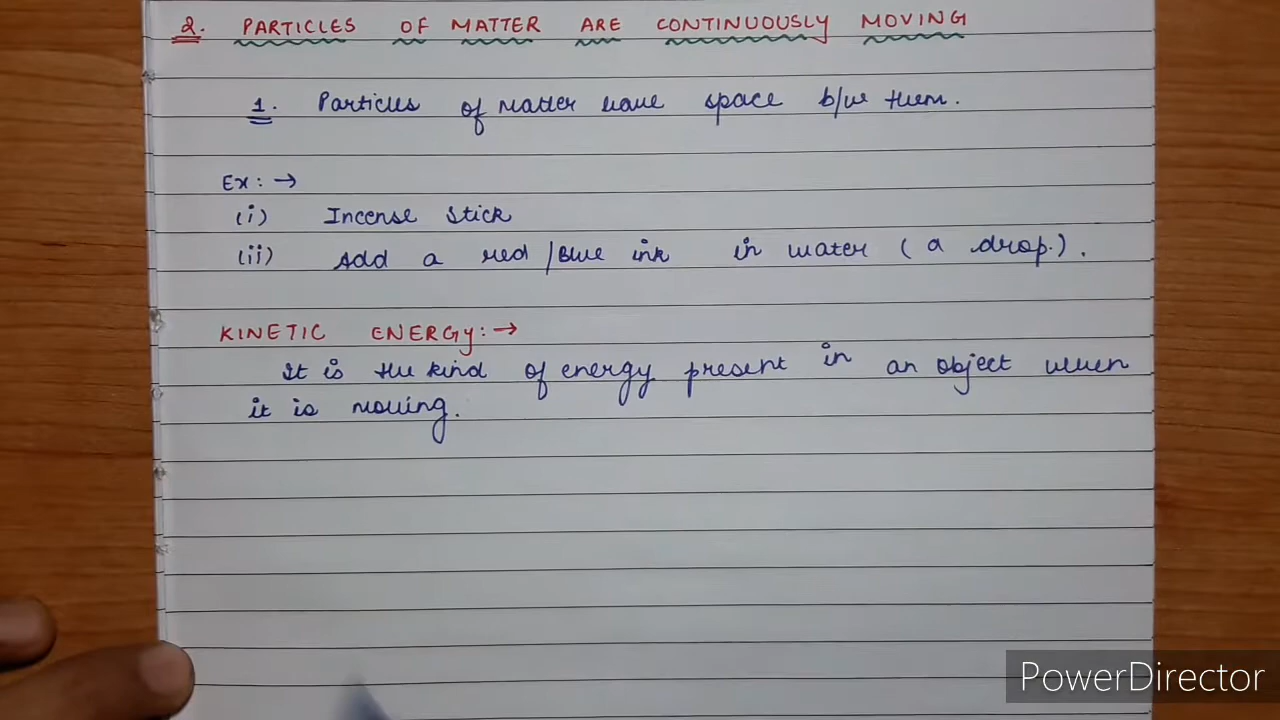 2. PARTICLES OF MATTER ARE CONTINUOUSLY MOVING
1. Particles of matter have space b/w them.
Ex: →
(i) Incense stick
(ii) Add a red/Blue ink in water (a drop.).
KINETIC ENERGY: →
It is the kind of energy present in an object when
it is moving.
PowerDirector